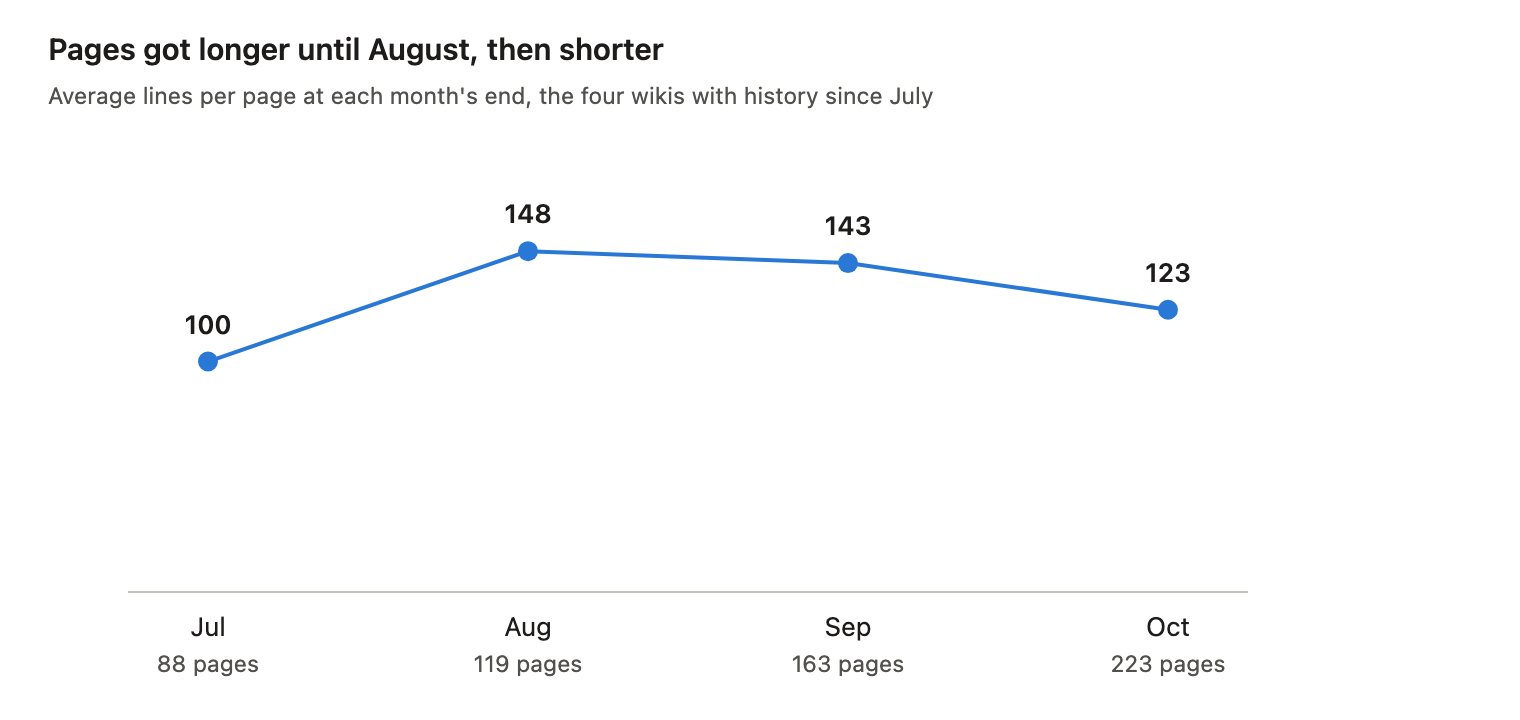 Pages got longer until August, then shorter
Average lines per page at each month's end, the four wikis with history since July
148
143
123
100
Jul Aug Sep Oct
88 pages 119 pages 163 pages 223 pages